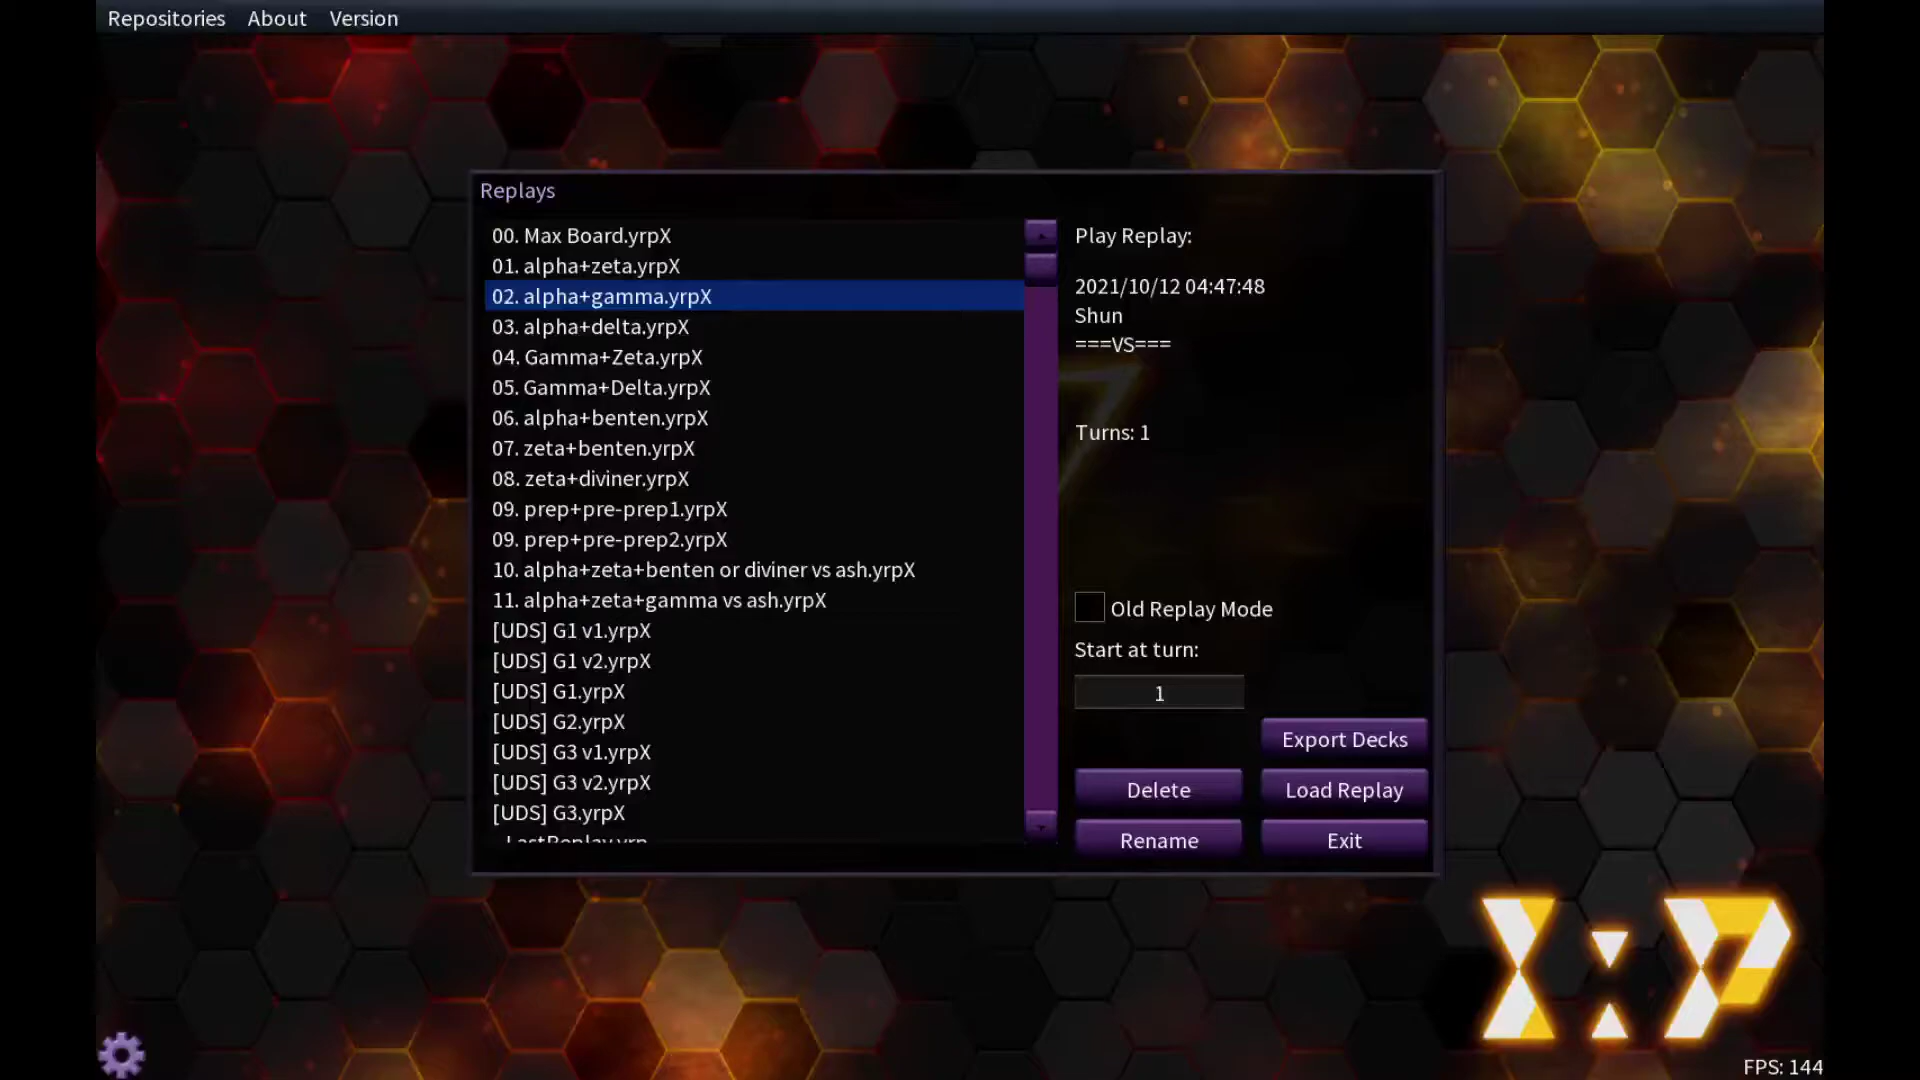 Repositories About Version
Replays
00. Max Board.yrpX
01. alpha+zeta.yrpX
02. alpha+gamma.yrpX
03. alpha+delta.yrpX
04. Gamma+Zeta.yrpX
05. Gamma+Delta.yrpX
06. alpha+benten.yrpX
07. zeta+benten.yrpX
08. zeta+diviner.yrpX
09. prep+pre-prep1.yrpX
09. prep+pre-prep2.yrpX
10. alpha+zeta+benten or diviner vs ash.yrpX
11. alpha+zeta+gamma vs ash.yrpX
[UDS] G1 v1.yrpX
[UDS] G1 v2.yrpX
[UDS] G1.yrpX
[UDS] G2.yrpX
[UDS] G3 v1.yrpX
[UDS] G3 v2.yrpX
[UDS] G3.yrpX
_LastReplay.yrp
Play Replay:
2021/10/12 04:47:48
Shun
===VS===
Turns: 1
Old Replay Mode
Start at turn:
1
Export Decks
Delete
Load Replay
Rename
Exit
X:P
FPS: 144